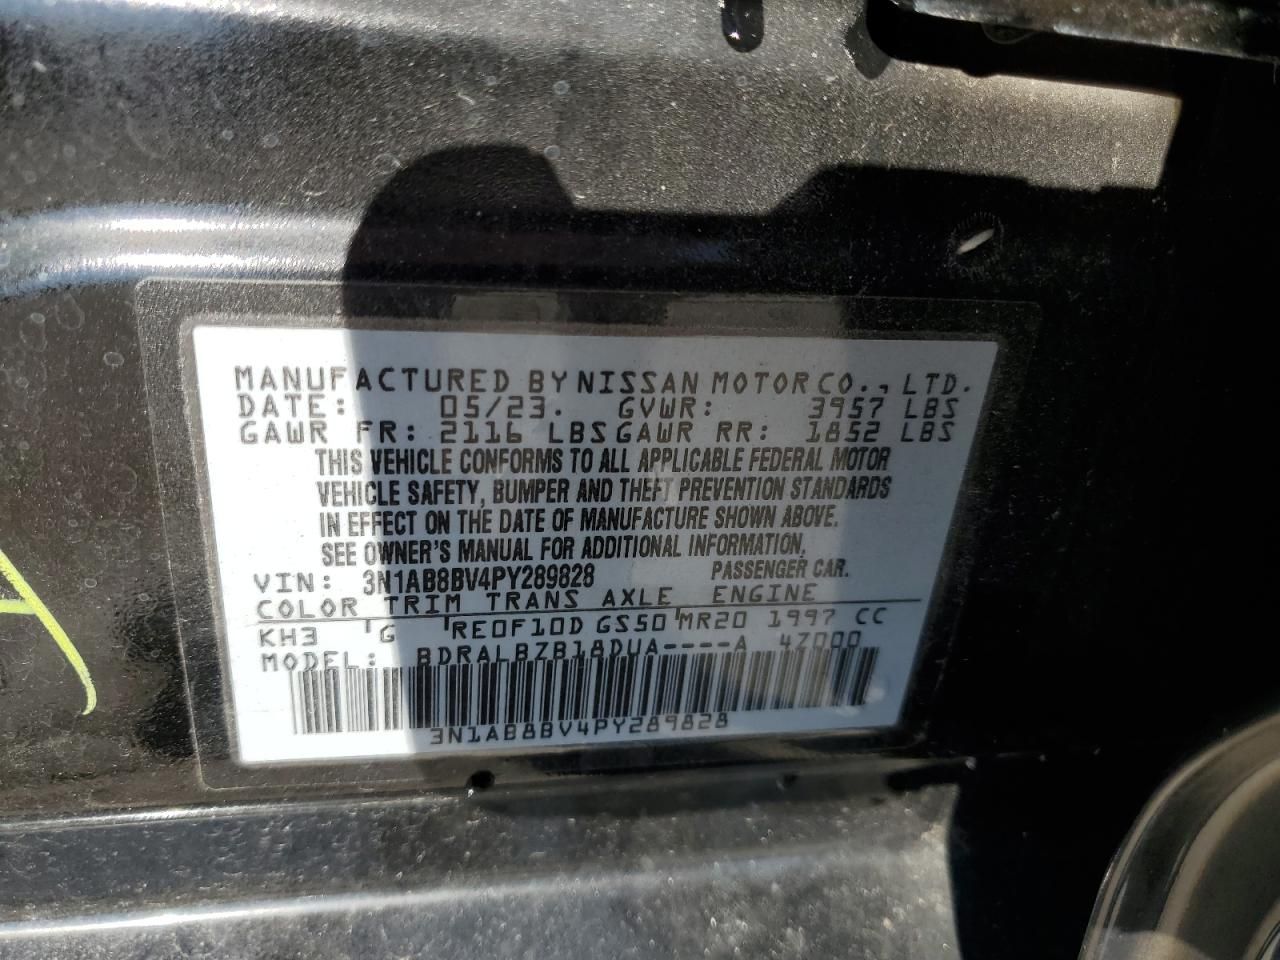 MANUFACTURED BY NISSAN MOTOR CO., LTD.
DATE: 05/23. GVWR: 3957 LBS
GAWR FR: 2116 LBS GAWR RR: 1852 LBS
THIS VEHICLE CONFORMS TO ALL APPLICABLE FEDERAL MOTOR
VEHICLE SAFETY, BUMPER AND THEFT PREVENTION STANDARDS
IN EFFECT ON THE DATE OF MANUFACTURE SHOWN ABOVE.
SEE OWNER'S MANUAL FOR ADDITIONAL INFORMATION.
VIN: 3N1AB8BV4PY289828 PASSENGER CAR.
COLOR TRIM TRANS AXLE ENGINE
KH3 'G 'RE0F10D GS50 'MR20 1997 CC
MODEL: BDRALBZB18DUA----A 4Z000
3N1AB8BV4PY289828